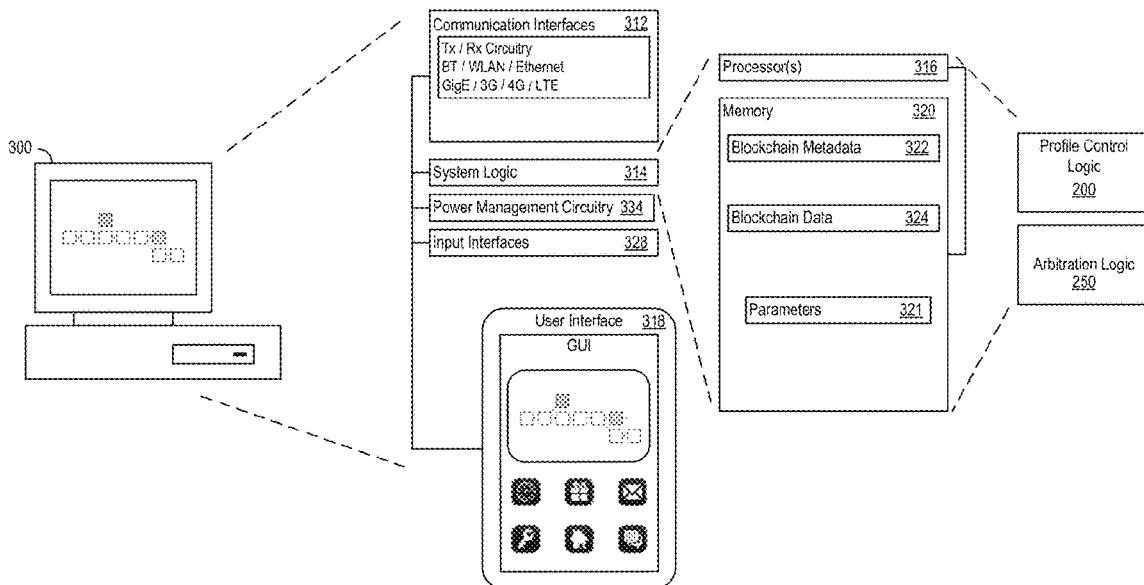 300
Communication Interfaces 312
Tx / Rx Circuitry
BT / WLAN / Ethernet
GigE / 3G / 4G / LTE
System Logic 314
Power Management Circuitry 334
Input Interfaces 328
User Interface 318
GUI
Processor(s) 316
Memory 320
Blockchain Metadata 322
Blockchain Data 324
Parameters 321
Profile Control
Logic
200
Arbitration Logic
250